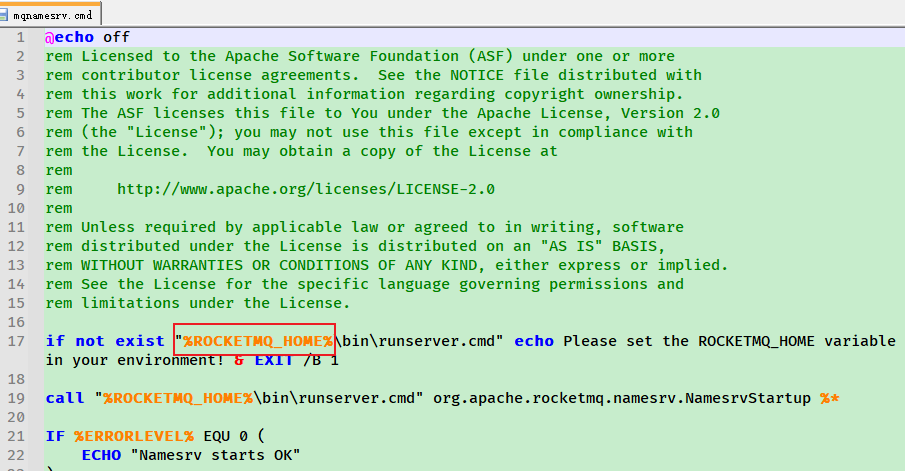 mqnamesrv.cmd
1 @echo off
2 rem Licensed to the Apache Software Foundation (ASF) under one or more
3 rem contributor license agreements.  See the NOTICE file distributed with
4 rem this work for additional information regarding copyright ownership.
5 rem The ASF licenses this file to You under the Apache License, Version 2.0
6 rem (the "License"); you may not use this file except in compliance with
7 rem the License.  You may obtain a copy of the License at
8 rem
9 rem     http://www.apache.org/licenses/LICENSE-2.0
10 rem
11 rem Unless required by applicable law or agreed to in writing, software
12 rem distributed under the License is distributed on an "AS IS" BASIS,
13 rem WITHOUT WARRANTIES OR CONDITIONS OF ANY KIND, either express or implied.
14 rem See the License for the specific language governing permissions and
15 rem limitations under the License.
16
17 if not exist "%ROCKETMQ_HOME%\bin\runserver.cmd" echo Please set the ROCKETMQ_HOME variable
in your environment! & EXIT /B 1
18
19 call "%ROCKETMQ_HOME%\bin\runserver.cmd" org.apache.rocketmq.namesrv.NamesrvStartup %*
20
21 IF %ERRORLEVEL% EQU 0 (
22     ECHO "Namesrv starts OK"